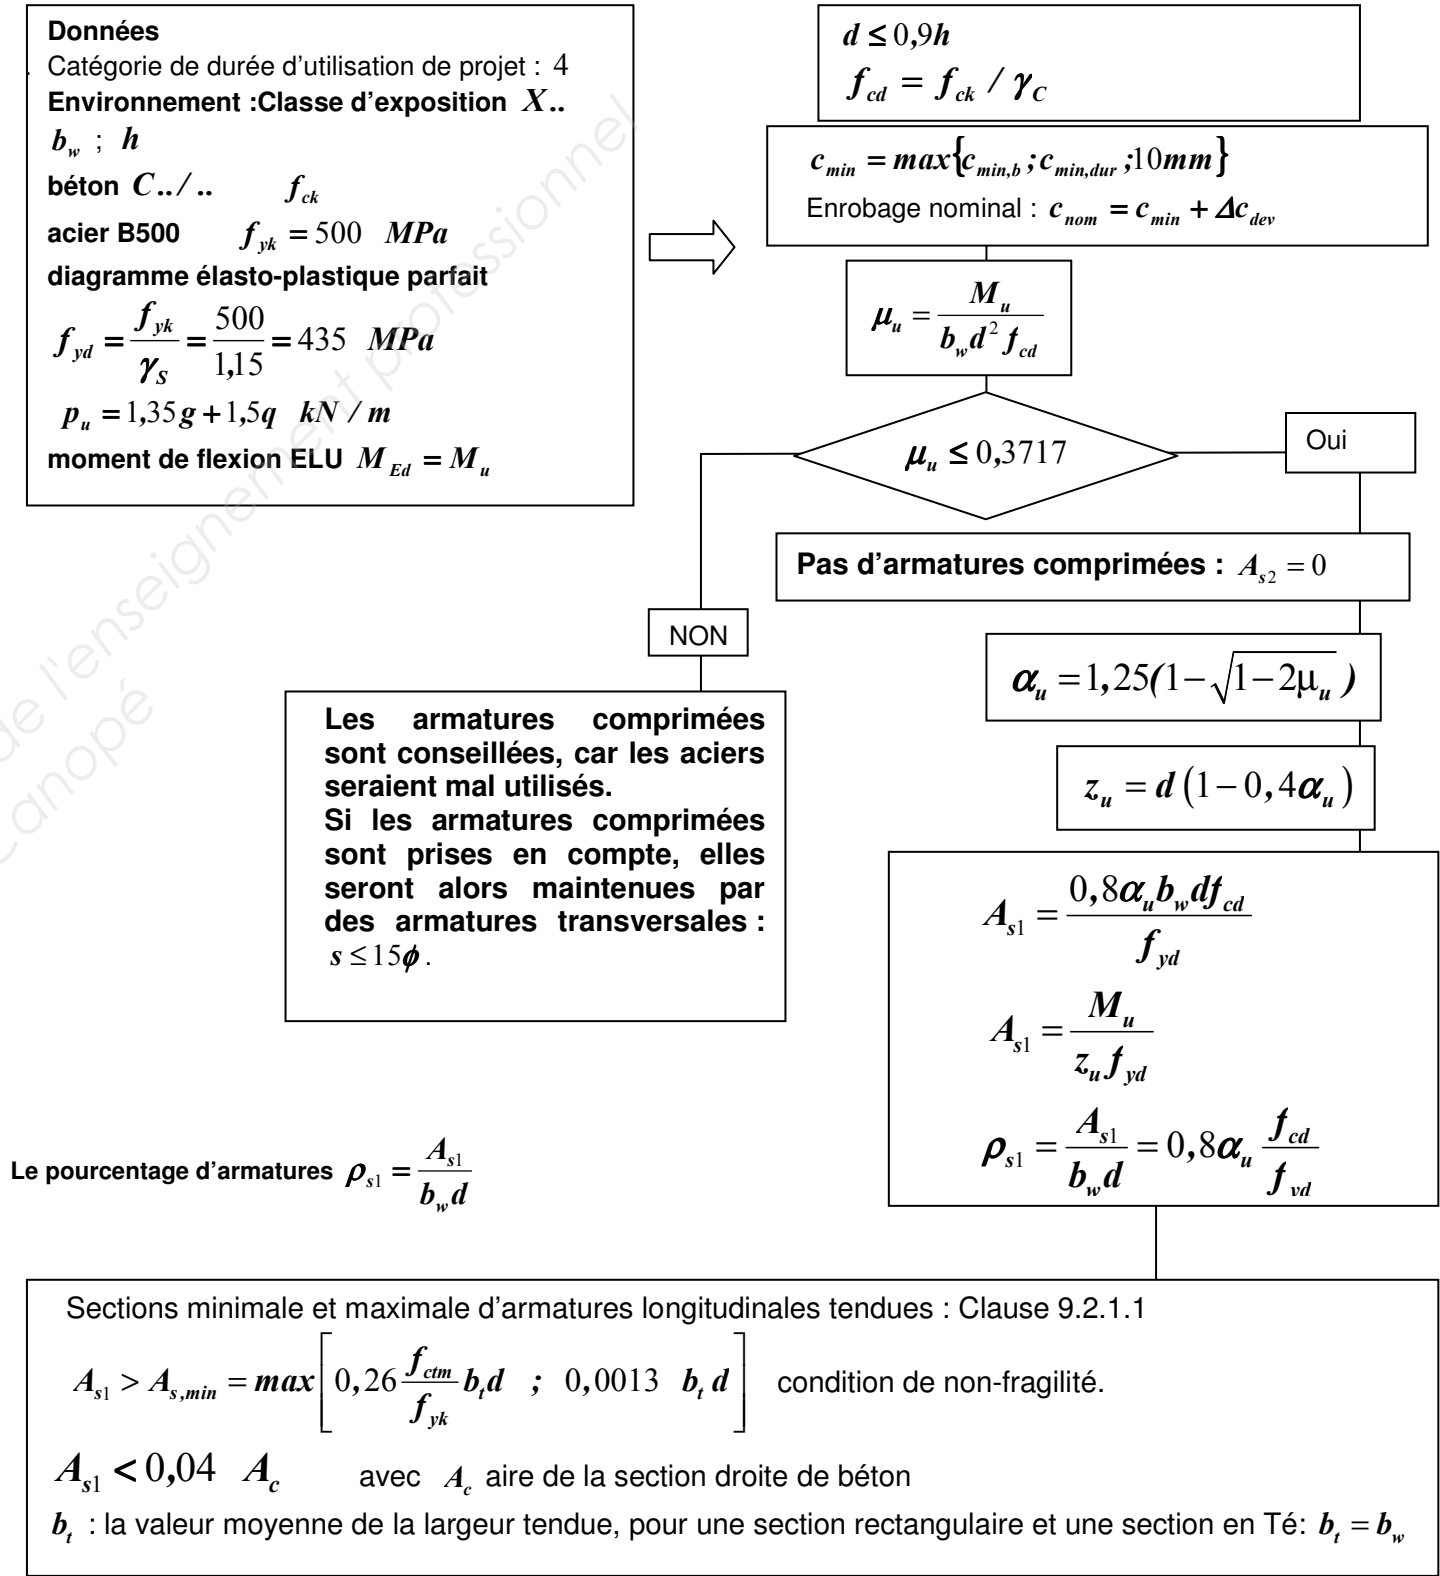 Données
. Catégorie de durée d'utilisation de projet : 4
Environnement :Classe d'exposition X..
b_w ; h
béton C../.. f_ck
acier B500 f_yk = 500 MPa
diagramme élasto-plastique parfait
f_yd = f_yk / γ_S = 500 / 1,15 = 435 MPa
p_u = 1,35g + 1,5q kN / m
moment de flexion ELU M_Ed = M_u
d ≤ 0,9h
f_cd = f_ck / γ_C
c_min = max{c_min,b ; c_min,dur ; 10mm}
Enrobage nominal : c_nom = c_min + Δc_dev
μ_u = M_u / (b_w d² f_cd)
μ_u ≤ 0,3717
Oui
Pas d'armatures comprimées : A_s2 = 0
NON
α_u = 1,25(1 − √(1 − 2μ_u))
z_u = d (1 − 0,4α_u)
Les armatures comprimées
sont conseillées, car les aciers
seraient mal utilisés.
Si les armatures comprimées
sont prises en compte, elles
seront alors maintenues par
des armatures transversales :
s ≤ 15ϕ .
A_s1 = 0,8α_u b_w d f_cd / f_yd
A_s1 = M_u / (z_u f_yd)
ρ_s1 = A_s1 / (b_w d) = 0,8α_u f_cd / f_yd
Le pourcentage d'armatures ρ_s1 = A_s1 / (b_w d)
Sections minimale et maximale d'armatures longitudinales tendues : Clause 9.2.1.1
A_s1 > A_s,min = max[0,26 (f_ctm / f_yk) b_t d ; 0,0013 b_t d] condition de non-fragilité.
A_s1 < 0,04 A_c avec A_c aire de la section droite de béton
b_t : la valeur moyenne de la largeur tendue, pour une section rectangulaire et une section en Té: b_t = b_w
de l'enseignement professionnel
Canopé